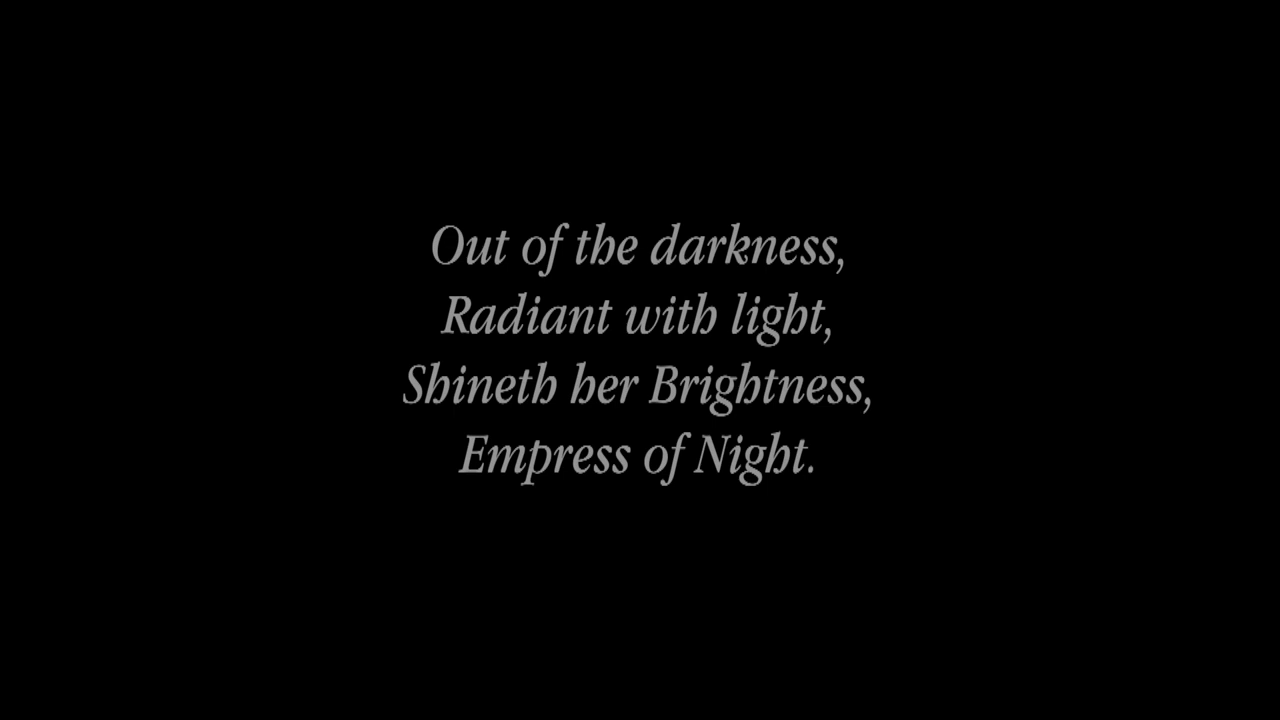 Out of the darkness,
Radiant with light,
Shineth her Brightness,
Empress of Night.